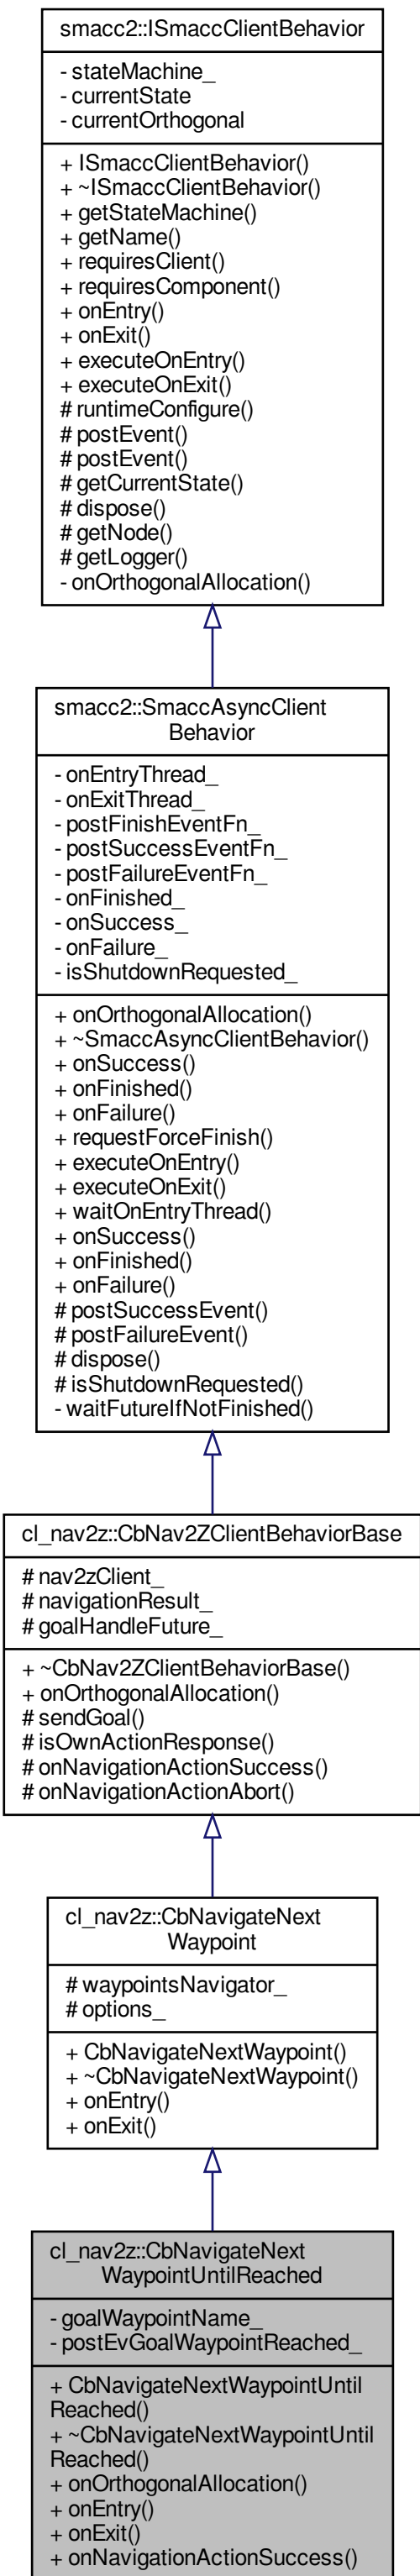 smacc2::ISmaccClientBehavior
- stateMachine_
- currentState
- currentOrthogonal
+ ISmaccClientBehavior()
+ ~ISmaccClientBehavior()
+ getStateMachine()
+ getName()
+ requiresClient()
+ requiresComponent()
+ onEntry()
+ onExit()
+ executeOnEntry()
+ executeOnExit()
# runtimeConfigure()
# postEvent()
# postEvent()
# getCurrentState()
# dispose()
# getNode()
# getLogger()
- onOrthogonalAllocation()
smacc2::SmaccAsyncClient
Behavior
- onEntryThread_
- onExitThread_
- postFinishEventFn_
- postSuccessEventFn_
- postFailureEventFn_
- onFinished_
- onSuccess_
- onFailure_
- isShutdownRequested_
+ onOrthogonalAllocation()
+ ~SmaccAsyncClientBehavior()
+ onSuccess()
+ onFinished()
+ onFailure()
+ requestForceFinish()
+ executeOnEntry()
+ executeOnExit()
+ waitOnEntryThread()
+ onSuccess()
+ onFinished()
+ onFailure()
# postSuccessEvent()
# postFailureEvent()
# dispose()
# isShutdownRequested()
- waitFutureIfNotFinished()
cl_nav2z::CbNav2ZClientBehaviorBase
# nav2zClient_
# navigationResult_
# goalHandleFuture_
+ ~CbNav2ZClientBehaviorBase()
+ onOrthogonalAllocation()
# sendGoal()
# isOwnActionResponse()
# onNavigationActionSuccess()
# onNavigationActionAbort()
cl_nav2z::CbNavigateNext
Waypoint
# waypointsNavigator_
# options_
+ CbNavigateNextWaypoint()
+ ~CbNavigateNextWaypoint()
+ onEntry()
+ onExit()
cl_nav2z::CbNavigateNext
WaypointUntilReached
- goalWaypointName_
- postEvGoalWaypointReached_
+ CbNavigateNextWaypointUntil
Reached()
+ ~CbNavigateNextWaypointUntil
Reached()
+ onOrthogonalAllocation()
+ onEntry()
+ onExit()
+ onNavigationActionSuccess()